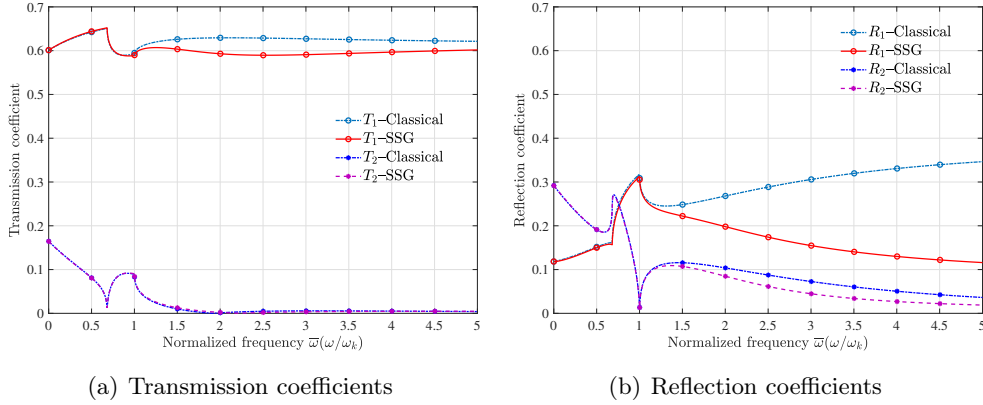 0.7
0.6
0.5
0.4
0.3
0.2
0.1
0
Transmission coefficient
T1–Classical
T1–SSG
T2–Classical
T2–SSG
0 0.5 1 1.5 2 2.5 3 3.5 4 4.5 5
Normalized frequency ω̅(ω/ωk)
(a) Transmission coefficients
0.7
0.6
0.5
0.4
0.3
0.2
0.1
0
Reflection coefficient
R1–Classical
R1–SSG
R2–Classical
R2–SSG
0 0.5 1 1.5 2 2.5 3 3.5 4 4.5 5
Normalized frequency ω̅(ω/ωk)
(b) Reflection coefficients